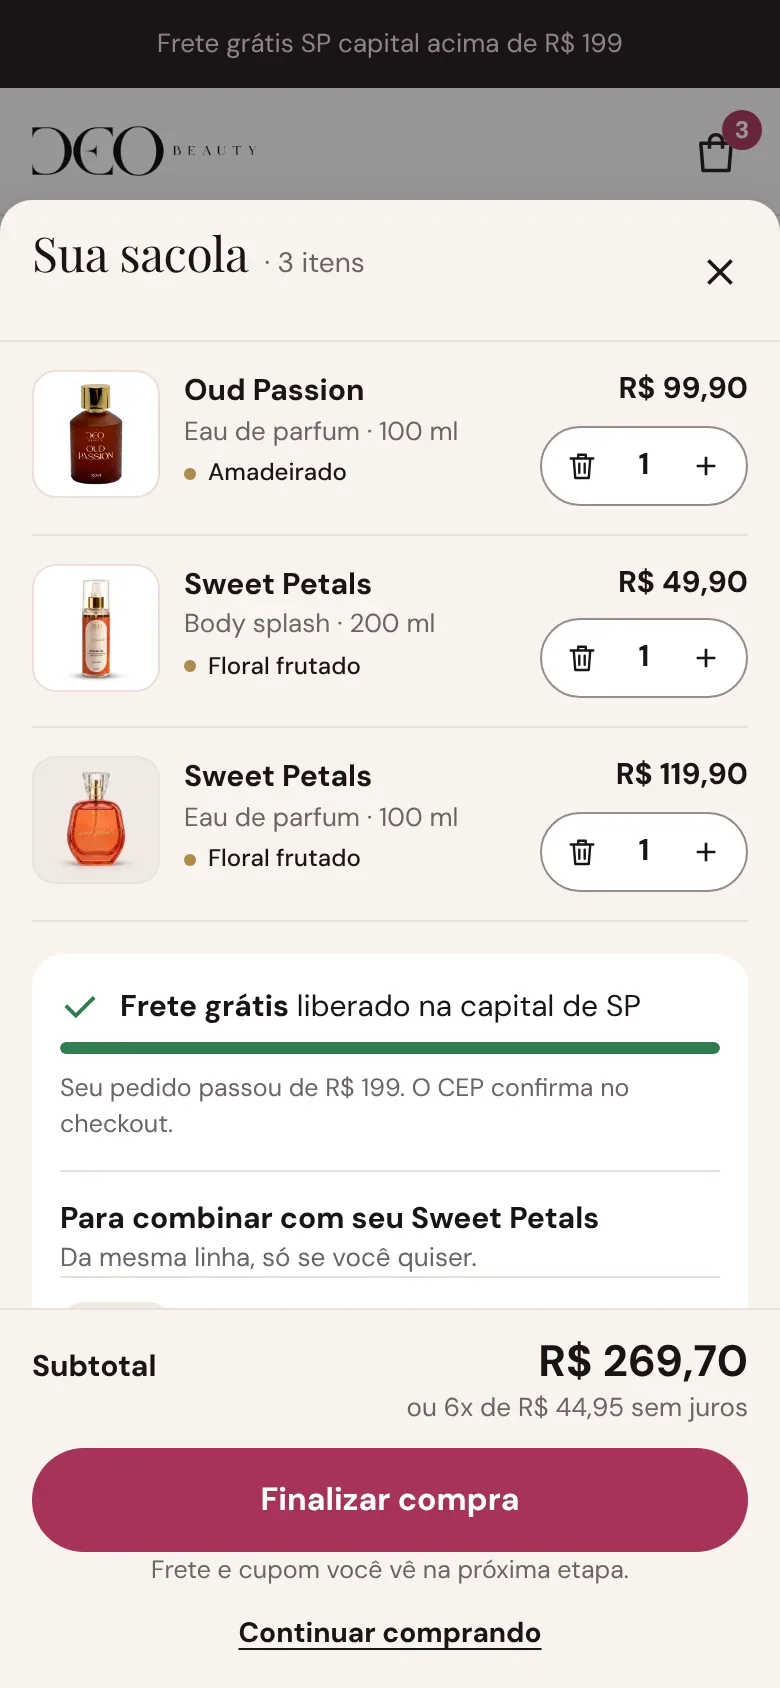 Frete grátis SP capital acima de R$ 199
DEO BEAUTY
3
Sua sacola · 3 itens
Oud Passion
R$ 99,90
Eau de parfum · 100 ml
Amadeirado
1
DEO
OUD
PASSION
Sweet Petals
R$ 49,90
Body splash · 200 ml
Floral frutado
1
Sweet Petals
R$ 119,90
Eau de parfum · 100 ml
Floral frutado
1
Frete grátis liberado na capital de SP
Seu pedido passou de R$ 199. O CEP confirma no
checkout.
Para combinar com seu Sweet Petals
Da mesma linha, só se você quiser.
Subtotal
R$ 269,70
ou 6x de R$ 44,95 sem juros
Finalizar compra
Frete e cupom você vê na próxima etapa.
Continuar comprando